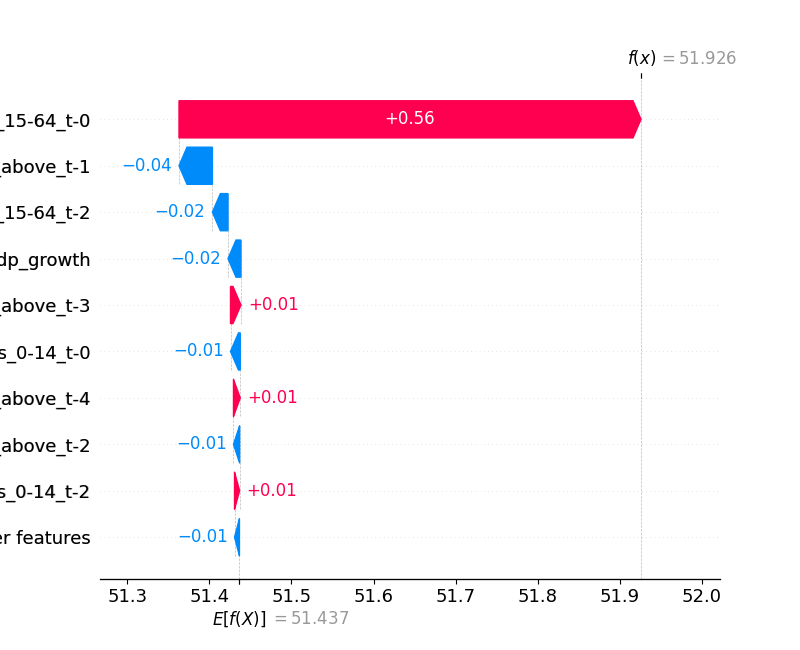 f(x) = 51.926
_15-64_t-0
+0.56
_above_t-1
−0.04
_15-64_t-2
−0.02
dp_growth
−0.02
_above_t-3
+0.01
s_0-14_t-0
−0.01
_above_t-4
+0.01
_above_t-2
−0.01
s_0-14_t-2
+0.01
er features
−0.01
51.3 51.4 51.5 51.6 51.7 51.8 51.9 52.0
E[f(X)] = 51.437